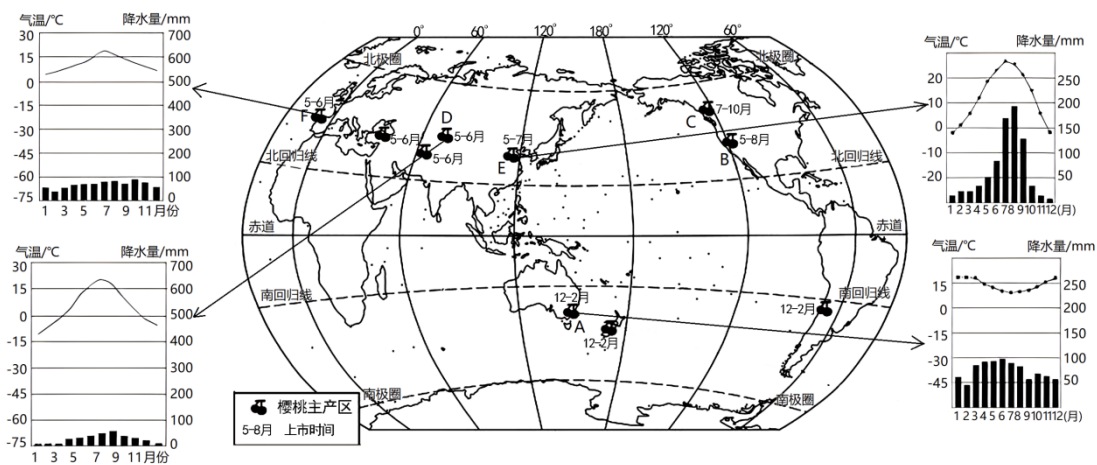 气温/℃ 降水量/mm
30 700
15 600
0 500
-15 400
-30 300
-45 200
-60 100
-75 0
1 3 5 7 9 11 月份
气温/℃ 降水量/mm
30 700
15 600
0 500
-15 400
-30 300
-45 200
-60 100
-75 0
1 3 5 7 9 11月份
0° 60° 120° 180° 120° 60°
北极圈 北极圈
5-6月
F
D
5-6月
5-6月
5-6月
5-7月
E
7-10月
C
5-8月
B
北回归线 北回归线
赤道 赤道
南回归线 南回归线
12-2月
A
12-2月
12-2月
南极圈 南极圈
樱桃主产区
5-8月 上市时间
气温/℃ 降水量/mm
20 250
10 200
0 150
-10 100
-20 50
1 2 3 4 5 6 7 8 9 10 11 12 (月)
气温/℃ 降水量/mm
15 250
0 200
-15 150
-30 100
-45 50
1 2 3 4 5 6 7 8 9 10 11 12 (月)